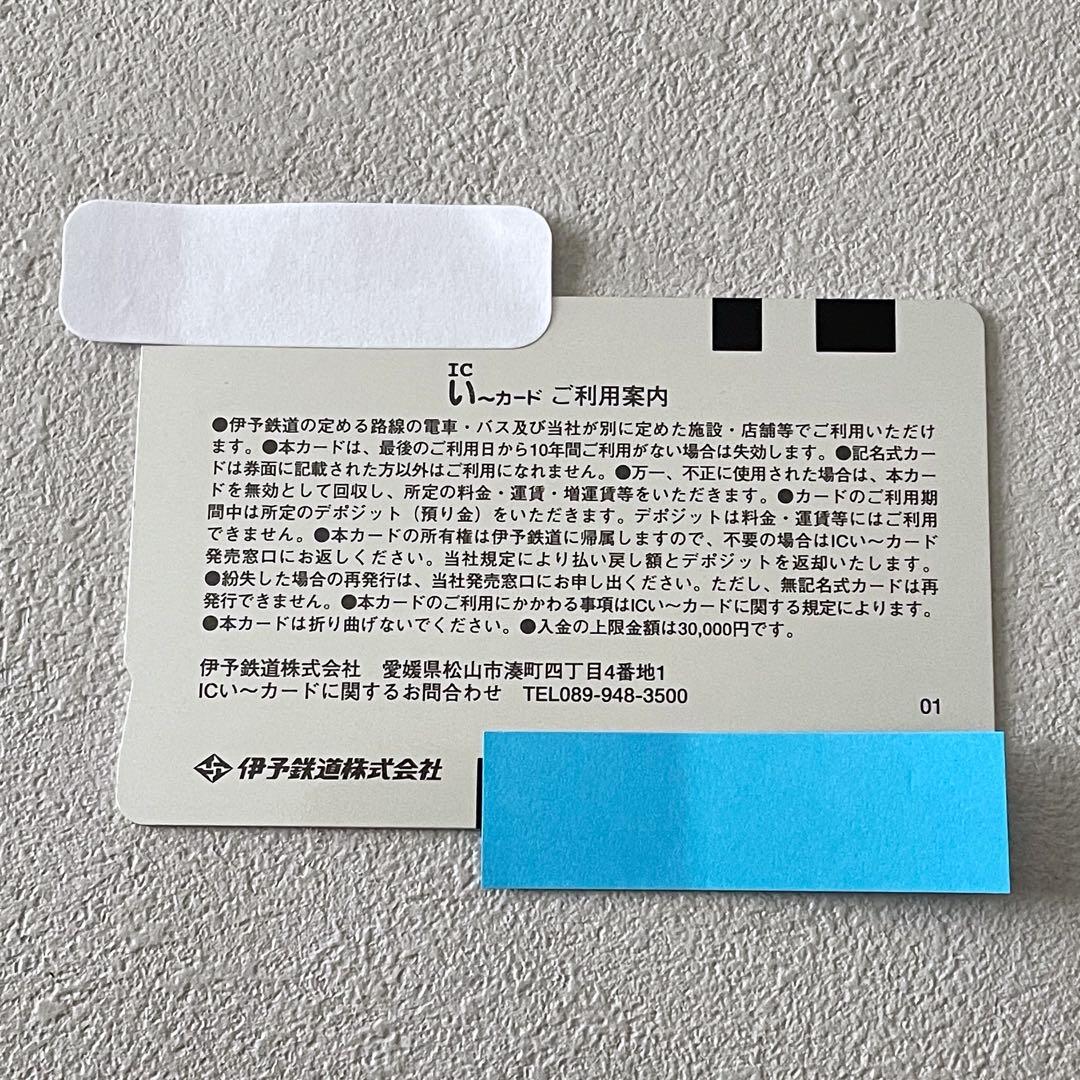 IC
い〜カード ご利用案内
●伊予鉄道の定める路線の電車・バス及び当社が別に定めた施設・店舗等でご利用いただけ
ます。●本カードは、最後のご利用日から10年間ご利用がない場合は失効します。●記名式カー
ドは券面に記載された方以外はご利用になれません。●万一、不正に使用された場合は、本カー
ドを無効として回収し、所定の料金・運賃・増運賃等をいただきます。●カードのご利用期
間中は所定のデポジット（預り金）をいただきます。デポジットは料金・運賃等にはご利用
できません。●本カードの所有権は伊予鉄道に帰属しますので、不要の場合はICい〜カード
発売窓口にお返しください。当社規定により払い戻し額とデポジットを返却いたします。
●紛失した場合の再発行は、当社発売窓口にお申し出ください。ただし、無記名式カードは再
発行できません。●本カードのご利用にかかわる事項はICい〜カードに関する規定によります。
●本カードは折り曲げないでください。●入金の上限金額は30,000円です。
伊予鉄道株式会社　愛媛県松山市湊町四丁目4番地1
ICい〜カードに関するお問合わせ　TEL089-948-3500
01
伊予鉄道株式会社